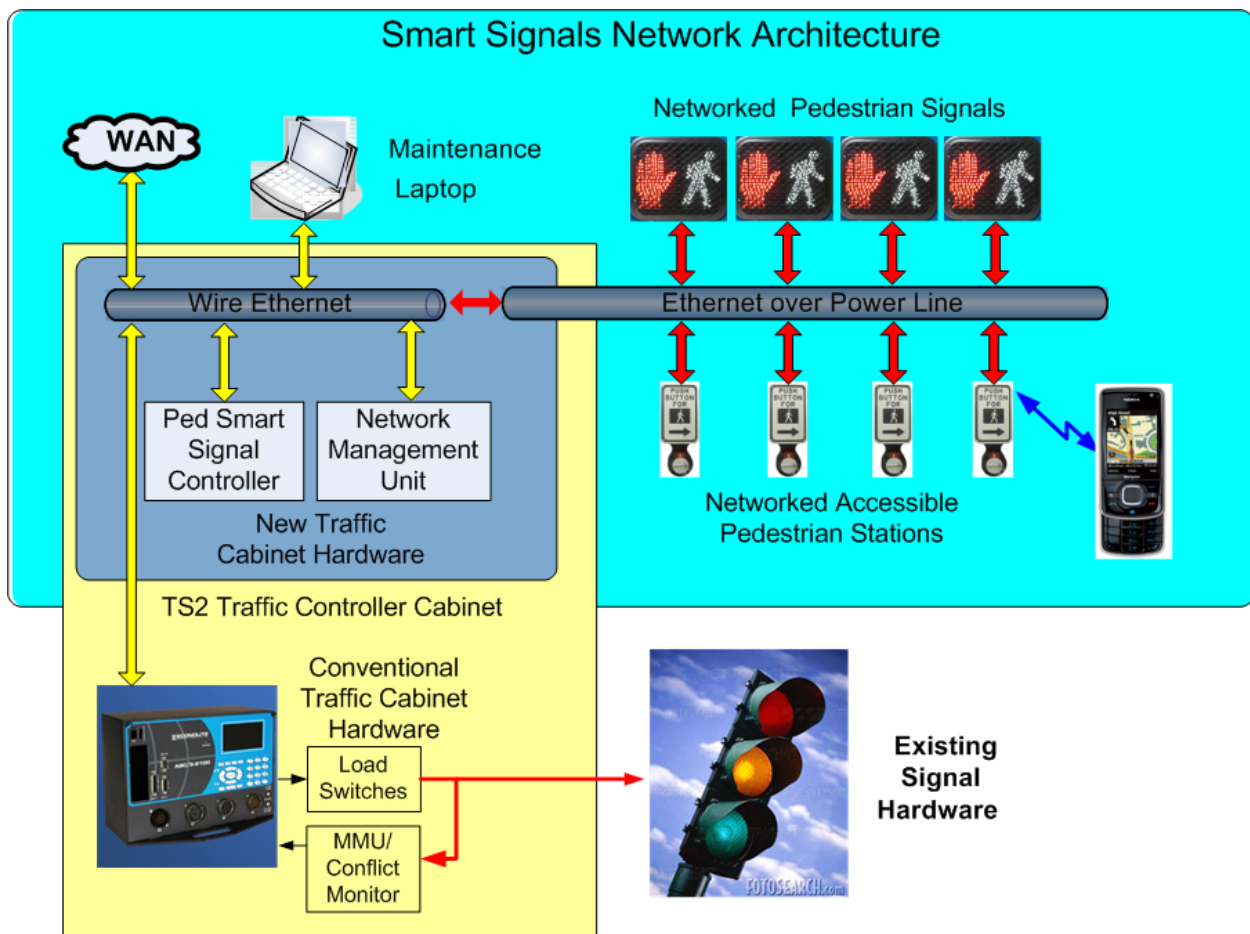 Smart Signals Network Architecture
WAN
Maintenance
Laptop
Networked Pedestrian Signals
Wire Ethernet
Ethernet over Power Line
Ped Smart
Signal
Controller
Network
Management
Unit
PUSH
BUTTON
FOR
PUSH
BUTTON
FOR
PUSH
BUTTON
FOR
PUSH
BUTTON
FOR
NOKIA
New Traffic
Cabinet Hardware
Networked Accessible
Pedestrian Stations
TS2 Traffic Controller Cabinet
Conventional
Traffic Cabinet
Hardware
Load
Switches
MMU/
Conflict
Monitor
Existing
Signal
Hardware
FOTOSEARCH.com